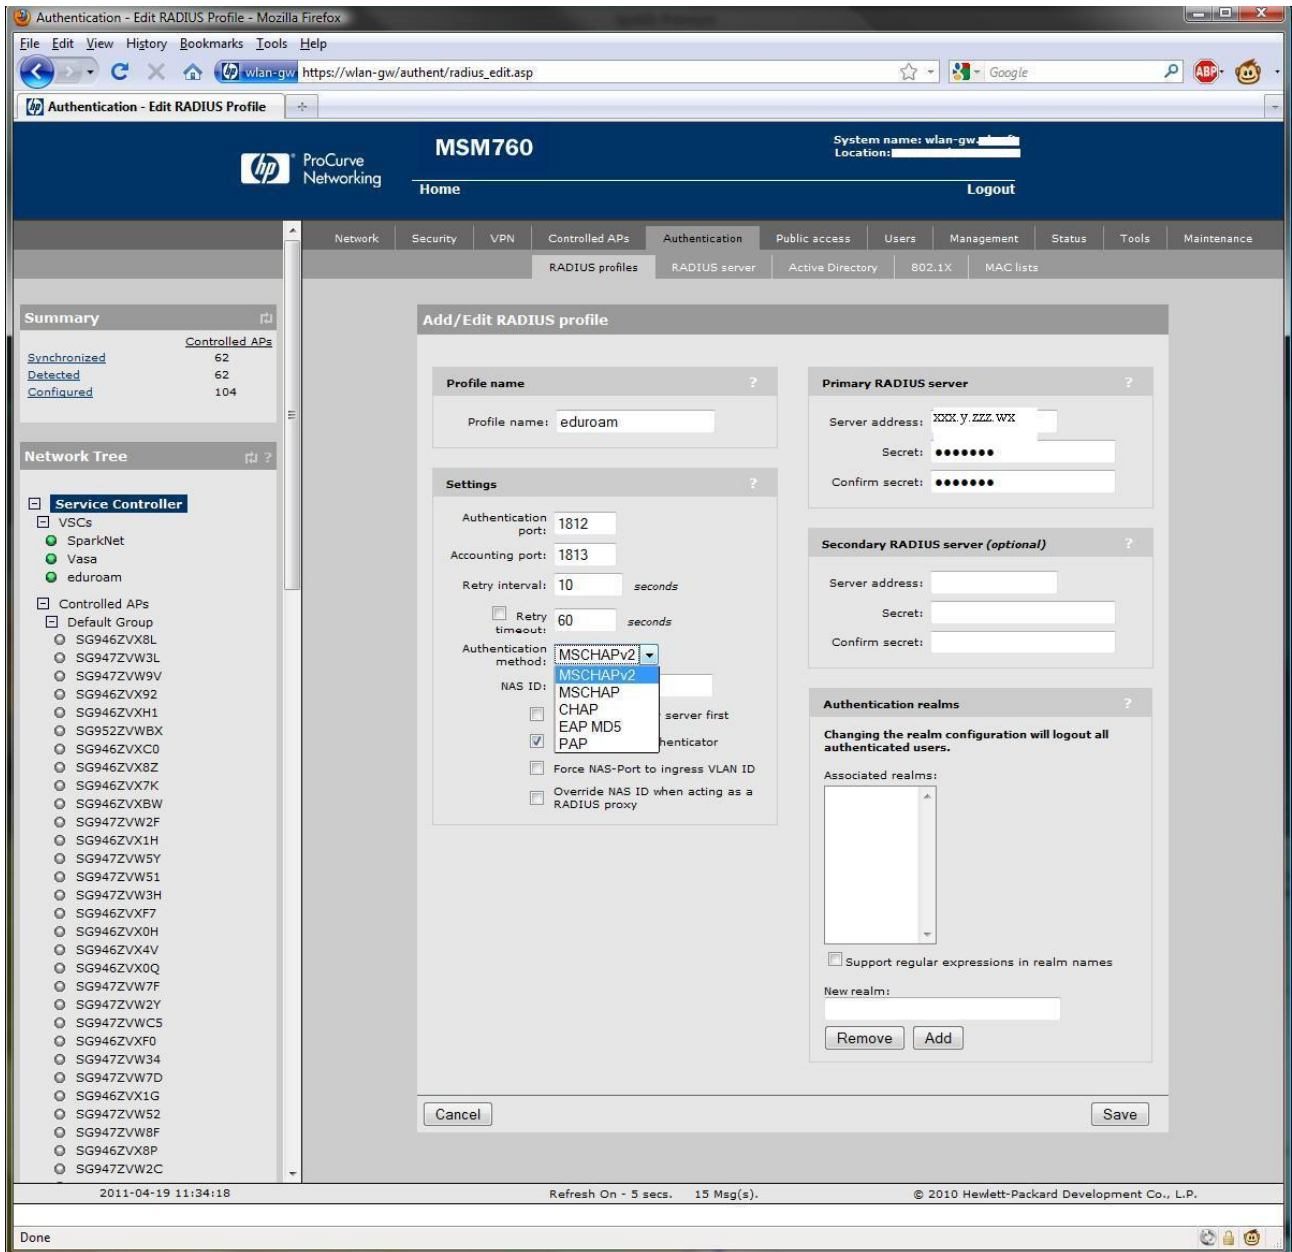 Authentication - Edit RADIUS Profile - Mozilla Firefox
File Edit View History Bookmarks Tools Help
wlan-gw https://wlan-gw/authent/radius_edit.asp
Google
ABP
Authentication - Edit RADIUS Profile
hp ProCurve Networking
MSM760
System name: wlan-gw.
Location:
Home
Logout
Network Security VPN Controlled APs Authentication Public access Users Management Status Tools Maintenance
RADIUS profiles RADIUS server Active Directory 802.1X MAC lists
Summary
Controlled APs
Synchronized 62
Detected 62
Configured 104
Network Tree ?
Service Controller
VSCs
SparkNet
Vasa
eduroam
Controlled APs
Default Group
SG946ZVX8L
SG947ZVW3L
SG947ZVW9V
SG946ZVX92
SG946ZVXH1
SG952ZVWBX
SG946ZVXC0
SG946ZVX8Z
SG946ZVX7K
SG946ZVXBW
SG947ZVW2F
SG946ZVX1H
SG947ZVW5Y
SG947ZVW51
SG947ZVW3H
SG946ZVXF7
SG946ZVX0H
SG946ZVX4V
SG946ZVX0Q
SG947ZVW7F
SG947ZVW2Y
SG947ZVWC5
SG946ZVXF0
SG947ZVW34
SG947ZVW7D
SG946ZVX1G
SG947ZVW52
SG947ZVW8F
SG946ZVX8P
SG947ZVW2C
Add/Edit RADIUS profile
Profile name ?
Profile name: eduroam
Settings ?
Authentication
port: 1812
Accounting port: 1813
Retry interval: 10 seconds
Retry
timeout: 60 seconds
Authentication
method: MSCHAPv2
MSCHAPv2
MSCHAP
CHAP
EAP MD5
PAP
NAS ID:
server first
henticator
Force NAS-Port to ingress VLAN ID
Override NAS ID when acting as a
RADIUS proxy
Primary RADIUS server ?
Server address: xxx.y.zzz.wx
Secret: •••••••
Confirm secret: •••••••
Secondary RADIUS server (optional) ?
Server address:
Secret:
Confirm secret:
Authentication realms ?
Changing the realm configuration will logout all
authenticated users.
Associated realms:
Support regular expressions in realm names
New realm:
Remove Add
Cancel Save
2011-04-19 11:34:18
Refresh On - 5 secs. 15 Msg(s).
© 2010 Hewlett-Packard Development Co., L.P.
Done